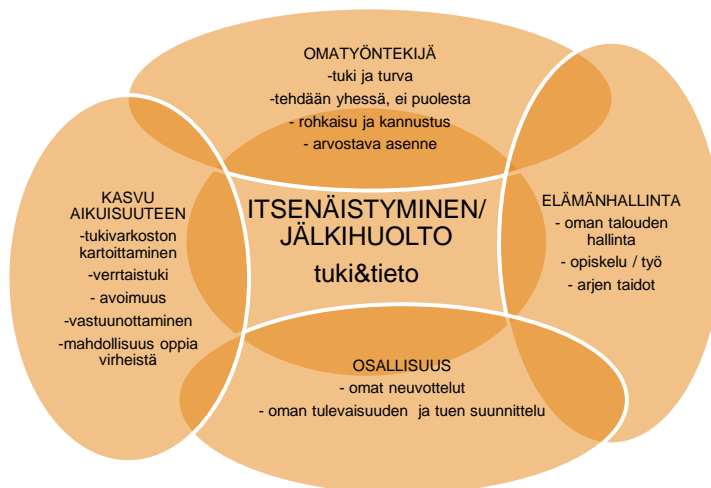 OMATYÖNTEKIJÄ
-tuki ja turva
-tehdään yhessä, ei puolesta
- rohkaisu ja kannustus
- arvostava asenne
KASVU
AIKUISUUTEEN
-tukivarkoston
kartoittaminen
-verrtaistuki
- avoimuus
-vastuunottaminen
-mahdollisuus oppia
virheistä
ITSENÄISTYMINEN/
JÄLKIHUOLTO
tuki&tieto
ELÄMÄNHALLINTA
- oman talouden
hallinta
- opiskelu / työ
- arjen taidot
OSALLISUUS
- omat neuvottelut
- oman tulevaisuuden ja tuen suunnittelu